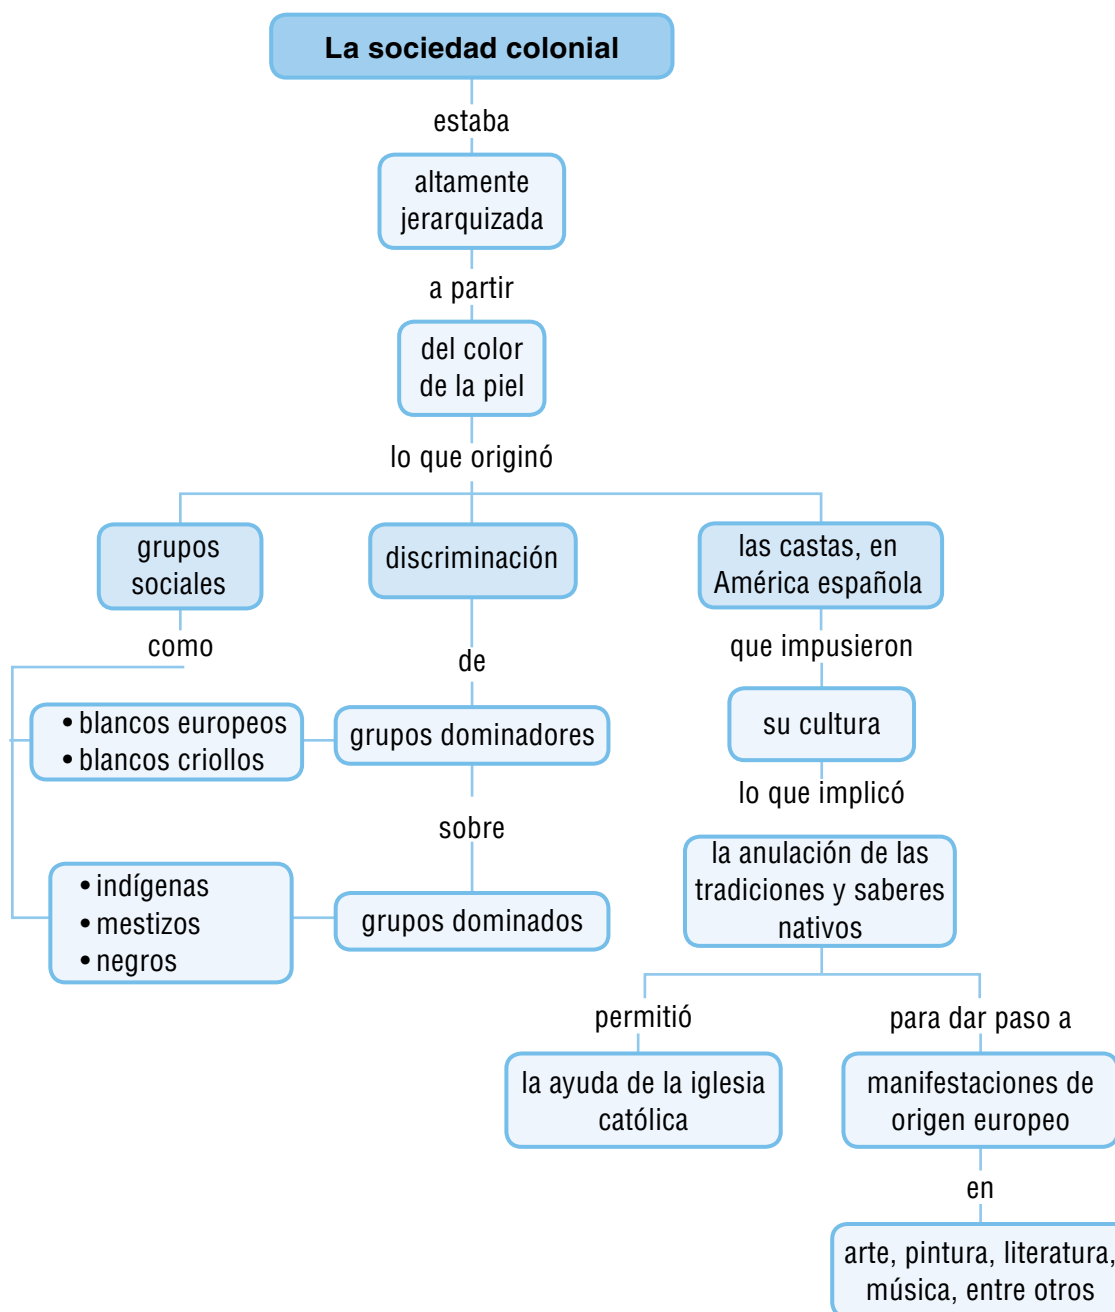 La sociedad colonial
estaba
altamente
jerarquizada
a partir
del color
de la piel
lo que originó
grupos
sociales
como
• blancos europeos
• blancos criollos
• indígenas
• mestizos
• negros
discriminación
de
grupos dominadores
sobre
grupos dominados
las castas, en
América española
que impusieron
su cultura
lo que implicó
la anulación de las
tradiciones y saberes
nativos
permitió
la ayuda de la iglesia
católica
para dar paso a
manifestaciones de
origen europeo
en
arte, pintura, literatura,
música, entre otros